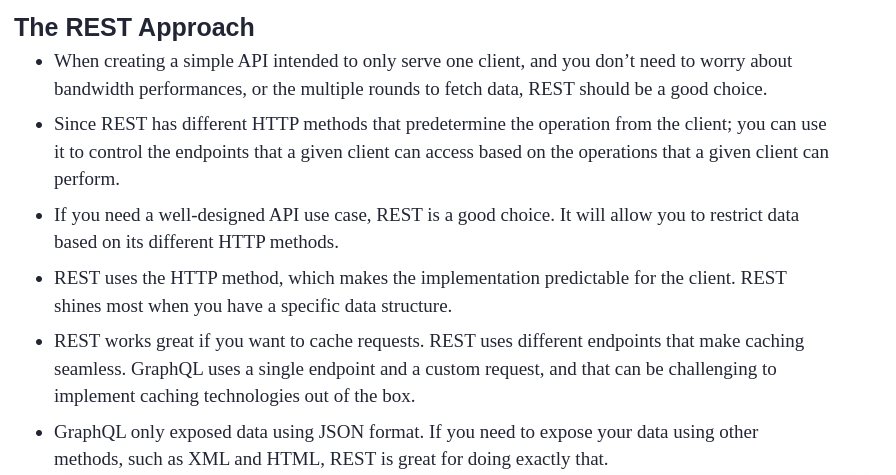 The REST Approach
• When creating a simple API intended to only serve one client, and you don’t need to worry about
bandwidth performances, or the multiple rounds to fetch data, REST should be a good choice.
• Since REST has different HTTP methods that predetermine the operation from the client; you can use
it to control the endpoints that a given client can access based on the operations that a given client can
perform.
• If you need a well-designed API use case, REST is a good choice. It will allow you to restrict data
based on its different HTTP methods.
• REST uses the HTTP method, which makes the implementation predictable for the client. REST
shines most when you have a specific data structure.
• REST works great if you want to cache requests. REST uses different endpoints that make caching
seamless. GraphQL uses a single endpoint and a custom request, and that can be challenging to
implement caching technologies out of the box.
• GraphQL only exposed data using JSON format. If you need to expose your data using other
methods, such as XML and HTML, REST is great for doing exactly that.